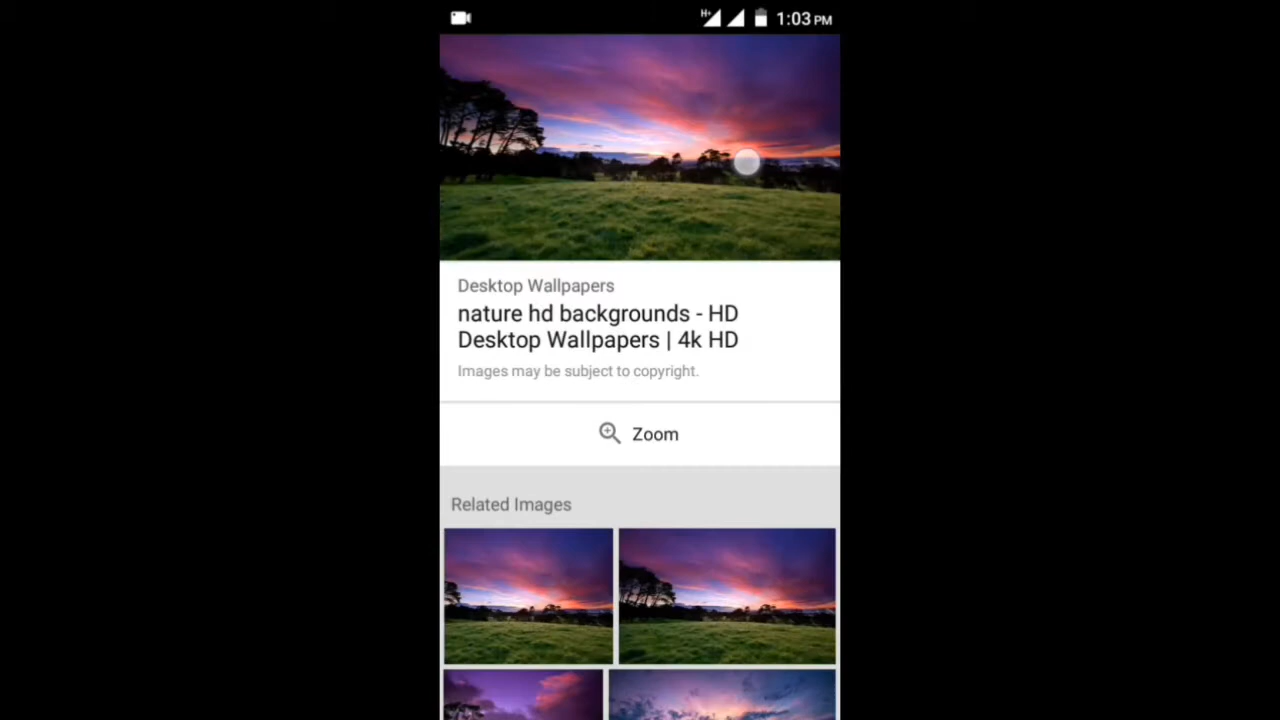 H+ 1:03 PM
Desktop Wallpapers
nature hd backgrounds - HD
Desktop Wallpapers | 4k HD
Images may be subject to copyright.
Zoom
Related Images